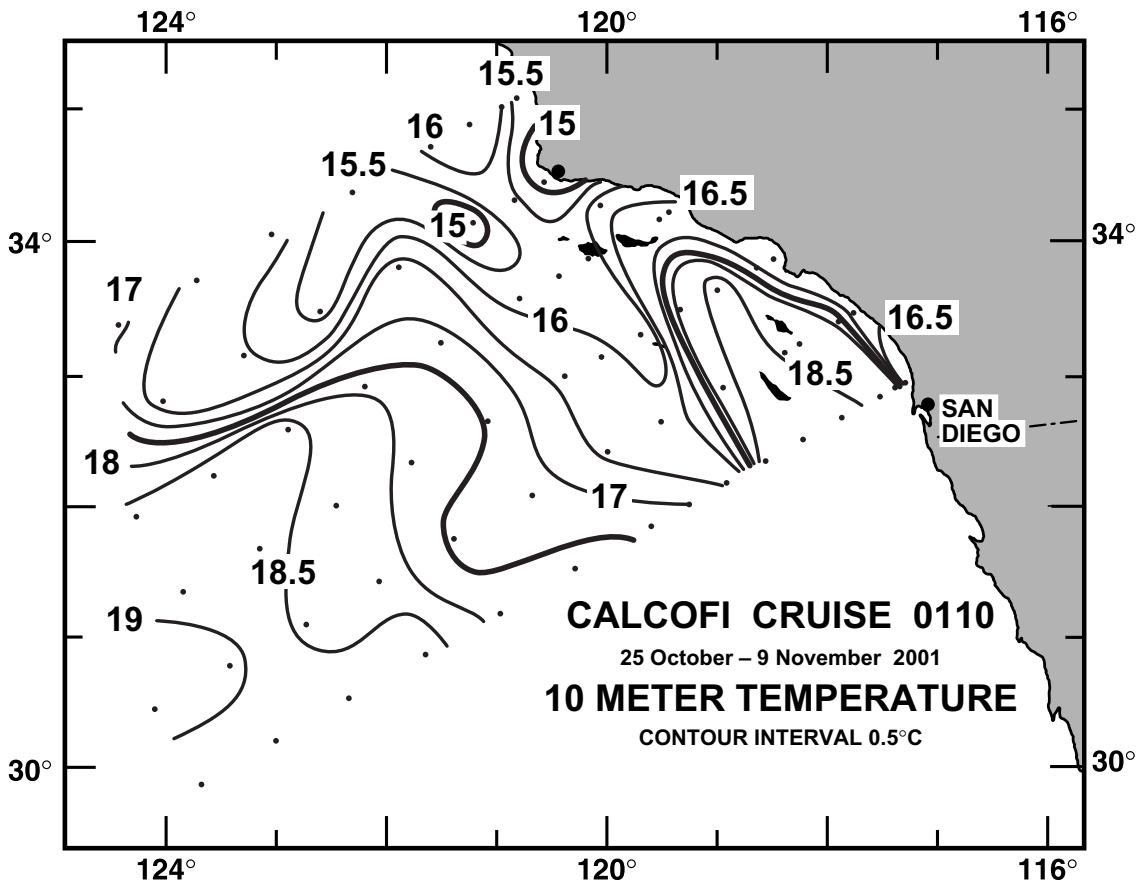 124° 120° 116°
15.5
16 15
15.5
16.5
15
34° 34°
17
16 16.5
18.5
SAN
DIEGO
18
17
18.5
19
CALCOFI CRUISE 0110
25 October – 9 November 2001
10 METER TEMPERATURE
CONTOUR INTERVAL 0.5°C
30° 30°
124° 120° 116°